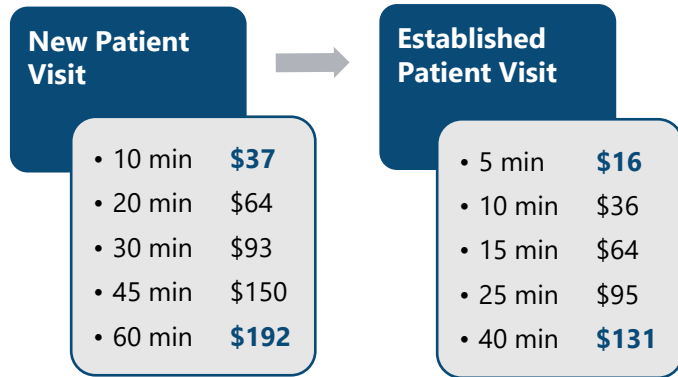 New Patient
Visit
• 10 min $37
• 20 min $64
• 30 min $93
• 45 min $150
• 60 min $192
Established
Patient Visit
• 5 min $16
• 10 min $36
• 15 min $64
• 25 min $95
• 40 min $131